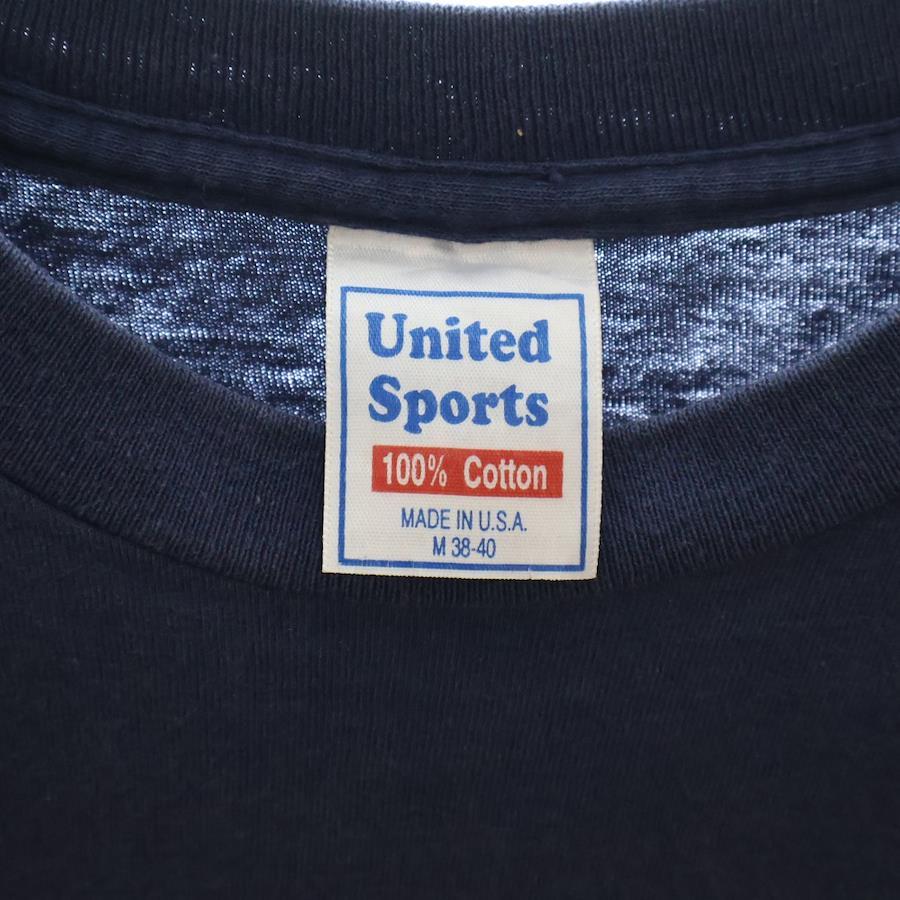 United
Sports
100% Cotton
MADE IN U.S.A.
M 38-40